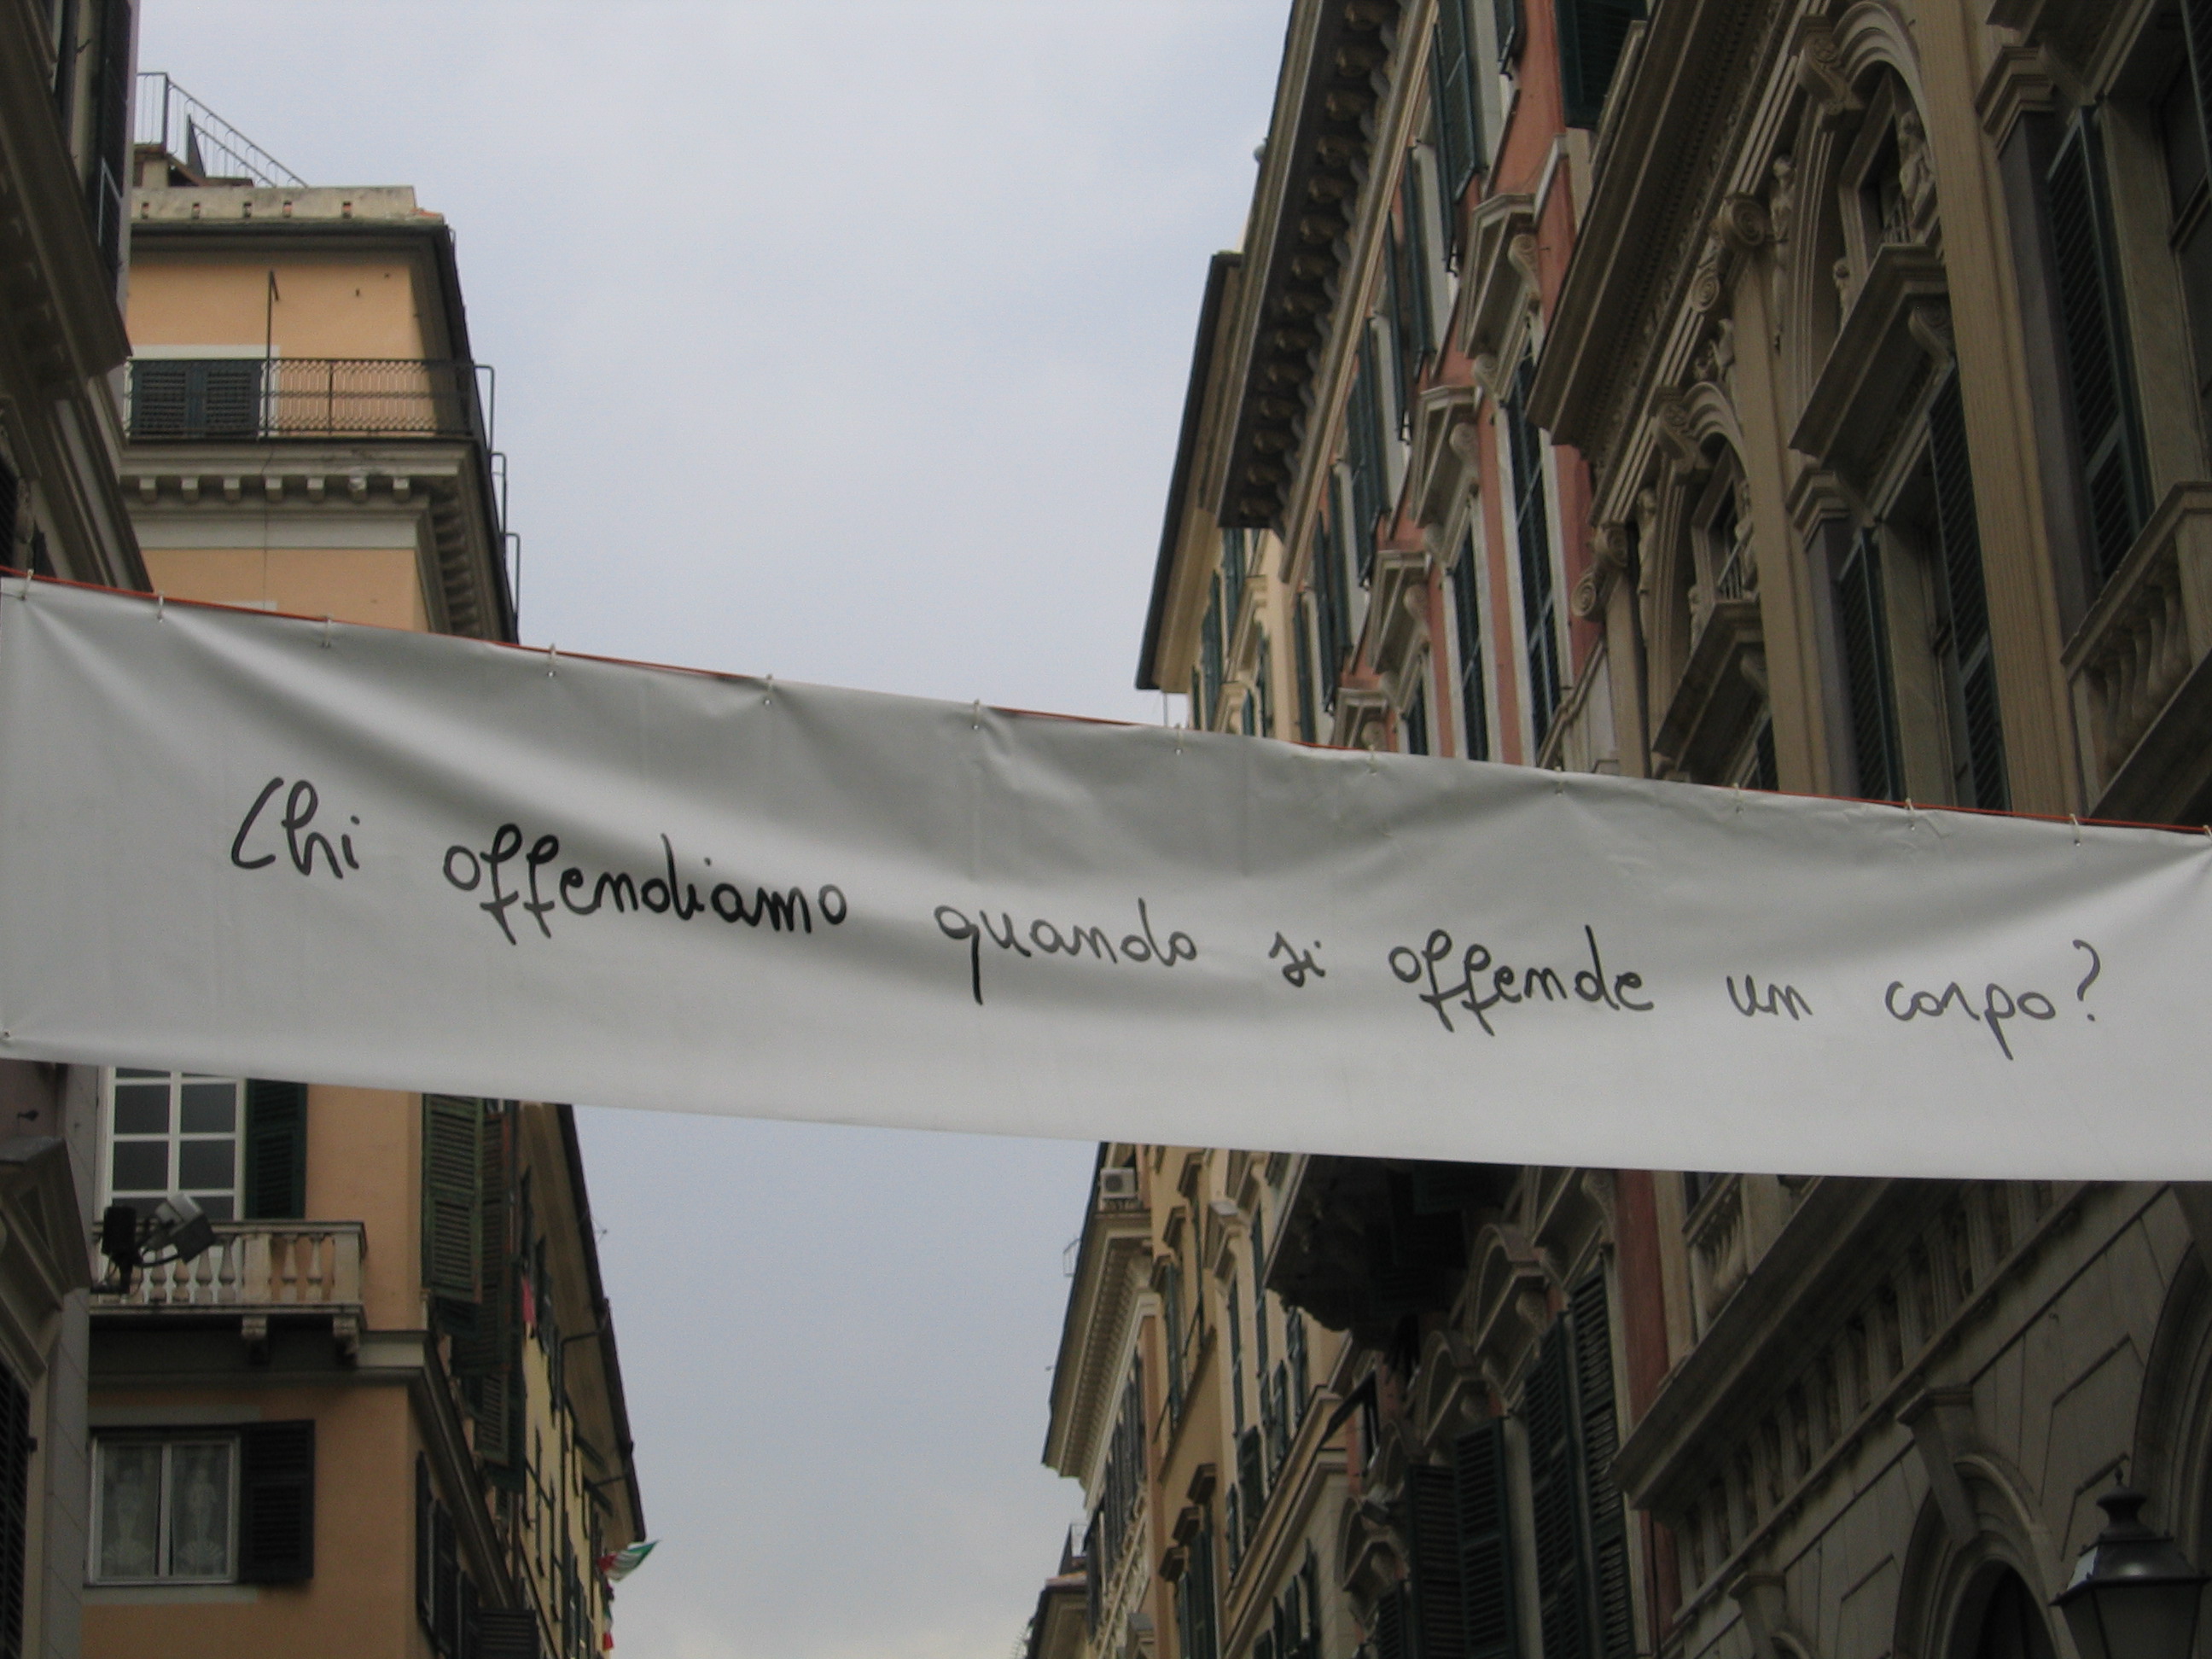 Chi offendiamo quando si offende un corpo?